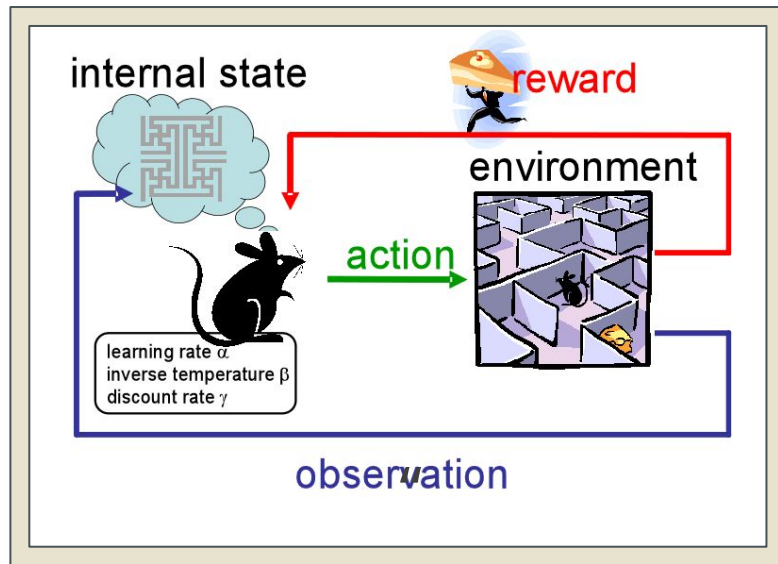 internal state
reward
environment
action
learning rate α
inverse temperature β
discount rate γ
observation